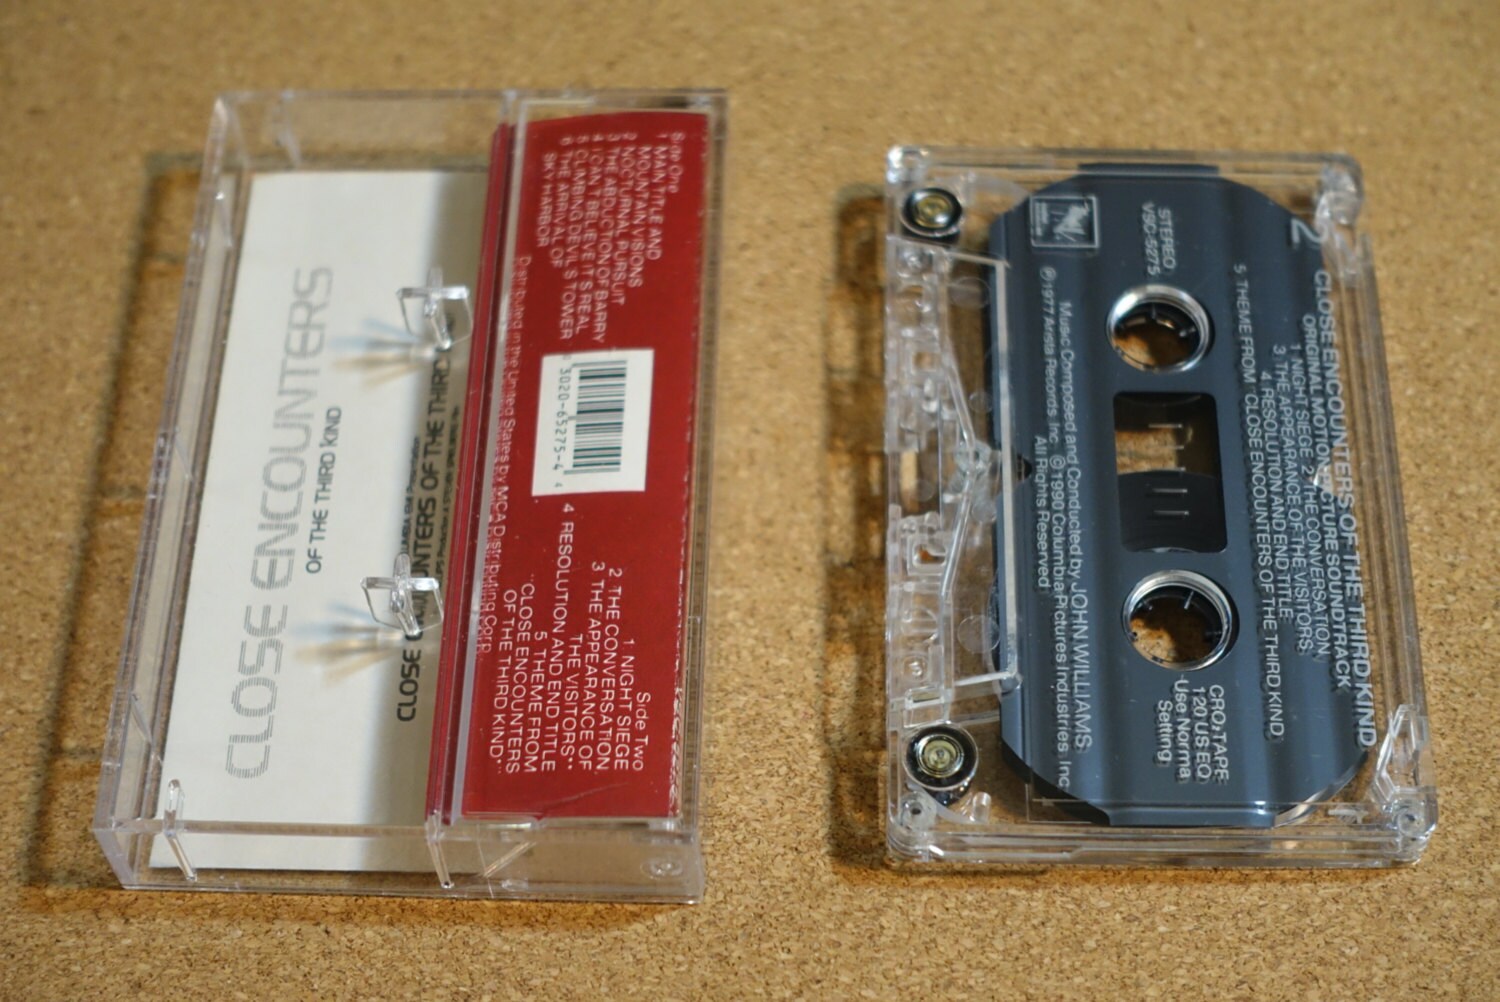 CLOSE ENCOUNTERS
OF THE THIRD KIND
Side One
1 MAIN TITLE AND
MOUNTAIN VISIONS
2 NOCTURNAL PURSUIT
3 THE ABDUCTION OF BARRY
4 I CAN'T BELIEVE IT'S REAL
5 CLIMBING DEVIL'S TOWER
6 THE ARRIVAL OF
SKY HARBOR
3020-65275-4
Side Two
1. NIGHT SIEGE
2 THE CONVERSATION
3 THE APPEARANCE OF
THE VISITORS**
4 RESOLUTION AND END TITLE
5 THEME FROM
"CLOSE ENCOUNTERS
OF THE THIRD KIND"
Distributed in the United States by MCA Distributing Corp.
2
CLOSE ENCOUNTERS OF THE THIRD KIND
ORIGINAL MOTION PICTURE SOUNDTRACK
1 NIGHT SIEGE 2 THE CONVERSATION
3 THE APPEARANCE OF THE VISITORS
4 RESOLUTION AND END TITLE
5 THEME FROM CLOSE ENCOUNTERS OF THE THIRD KIND
STEREO
VSC-5275
CRO2 TAPE
120 US EQ
Use Normal
Setting
Music Composed and Conducted by JOHN WILLIAMS
℗ 1977 Arista Records, Inc. © 1990 Columbia Pictures Industries, Inc.
All Rights Reserved